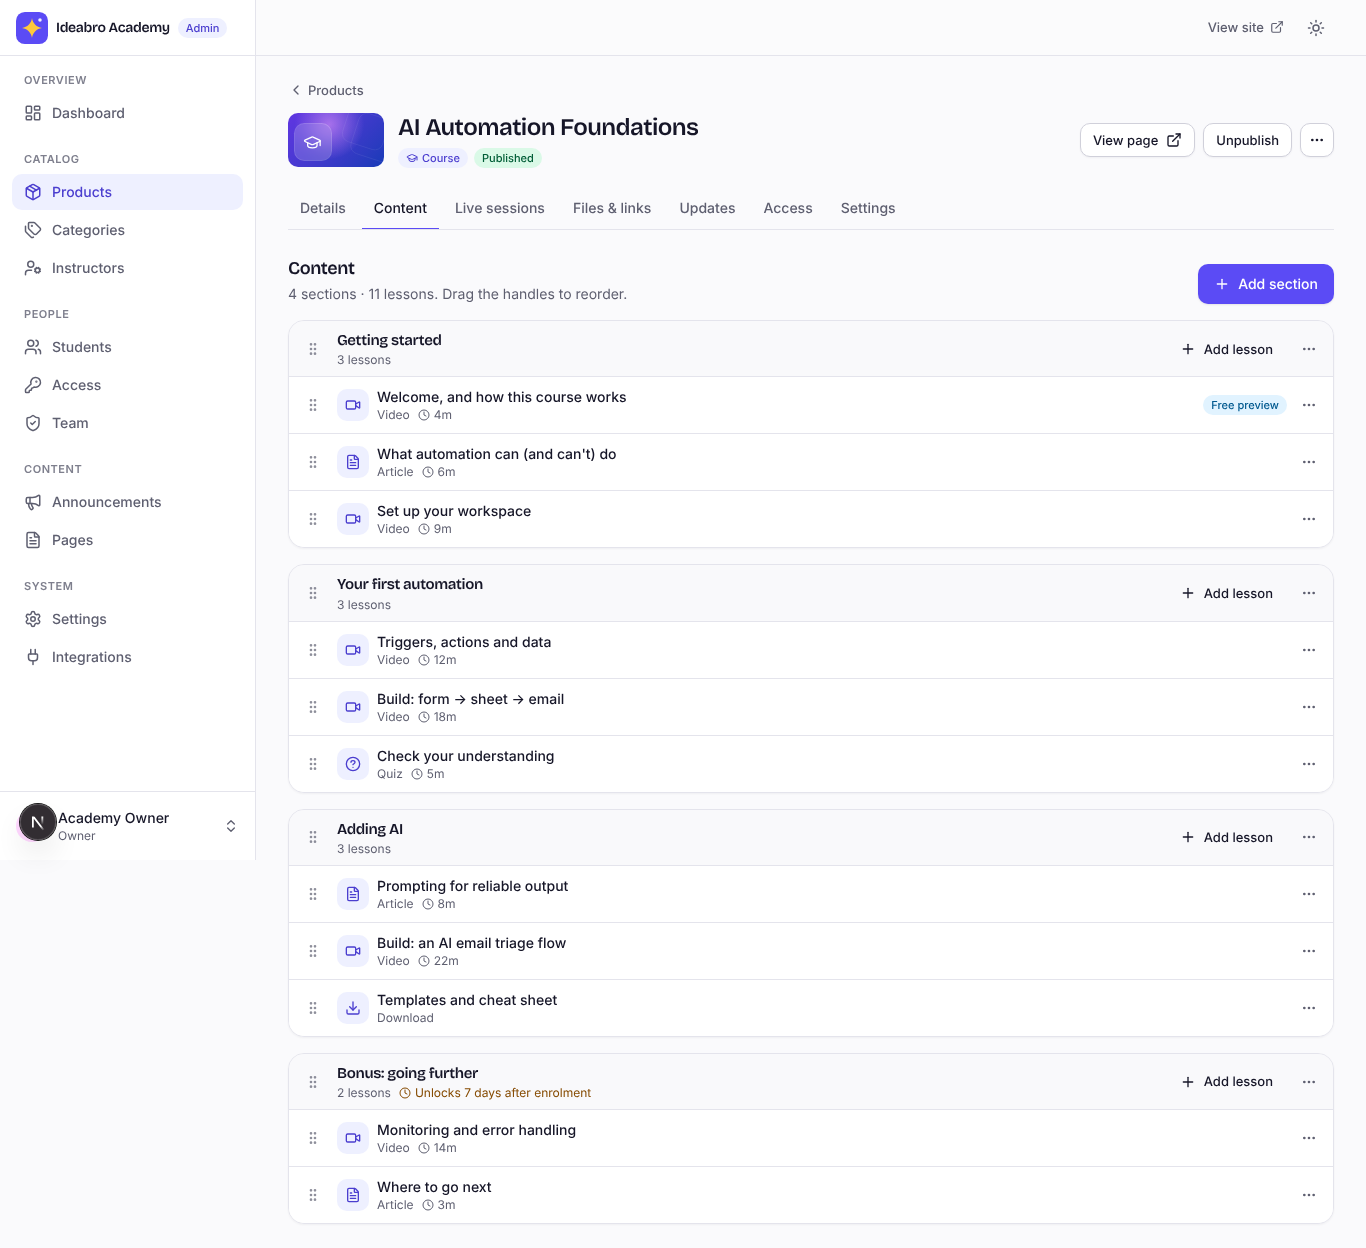 Ideabro Academy Admin
View site
OVERVIEW
Dashboard
CATALOG
Products
Categories
Instructors
PEOPLE
Students
Access
Team
CONTENT
Announcements
Pages
SYSTEM
Settings
Integrations
N
Academy Owner
Owner
Products
AI Automation Foundations
Course Published
View page Unpublish
Details Content Live sessions Files & links Updates Access Settings
Content
4 sections · 11 lessons. Drag the handles to reorder.
Add section
Getting started
3 lessons
Add lesson
Welcome, and how this course works
Video 4m
Free preview
What automation can (and can't) do
Article 6m
Set up your workspace
Video 9m
Your first automation
3 lessons
Add lesson
Triggers, actions and data
Video 12m
Build: form → sheet → email
Video 18m
Check your understanding
Quiz 5m
Adding AI
3 lessons
Add lesson
Prompting for reliable output
Article 8m
Build: an AI email triage flow
Video 22m
Templates and cheat sheet
Download
Bonus: going further
2 lessons Unlocks 7 days after enrolment
Add lesson
Monitoring and error handling
Video 14m
Where to go next
Article 3m